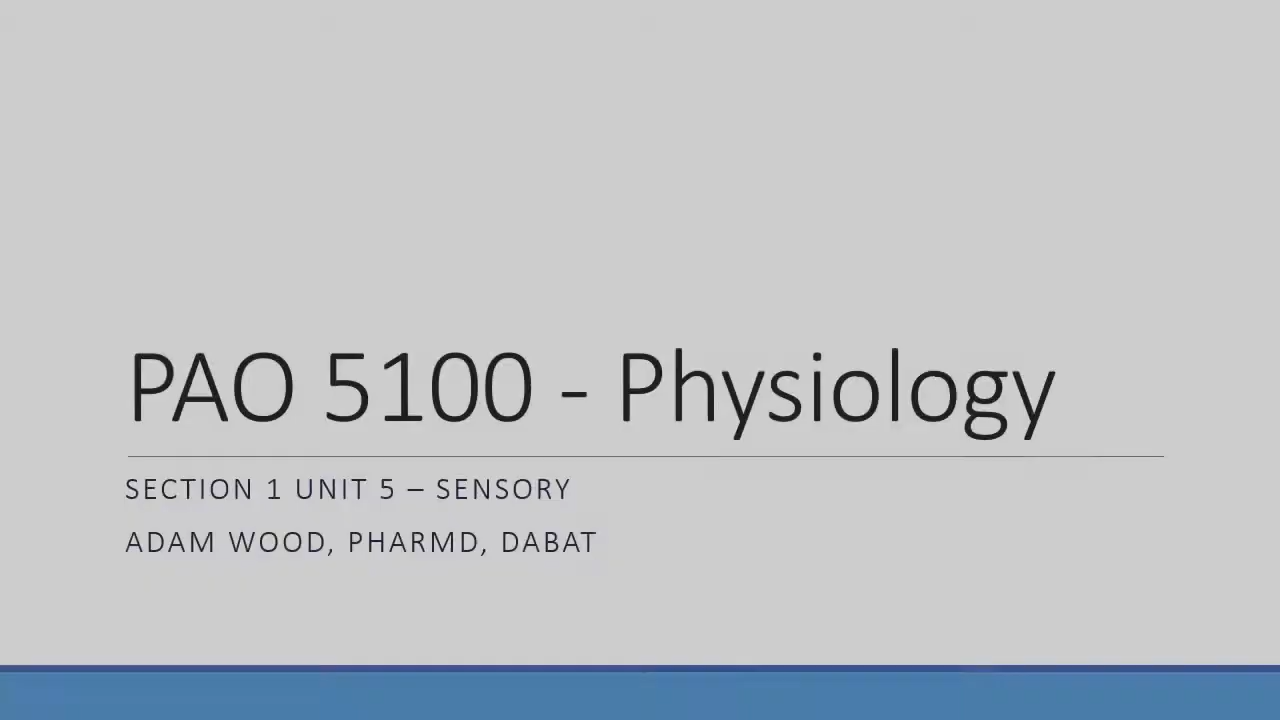 PAO 5100 - Physiology
SECTION 1 UNIT 5 – SENSORY
ADAM WOOD, PHARMD, DABAT